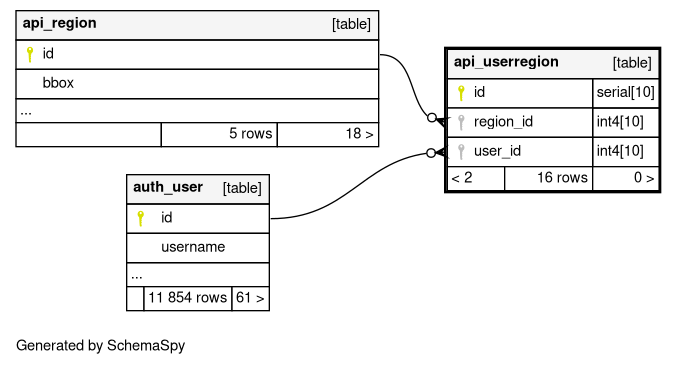 api_region [table]
id
bbox
...
5 rows 18 >
api_userregion [table]
id serial[10]
region_id int4[10]
user_id int4[10]
< 2 16 rows 0 >
auth_user [table]
id
username
...
11 854 rows 61 >
Generated by SchemaSpy